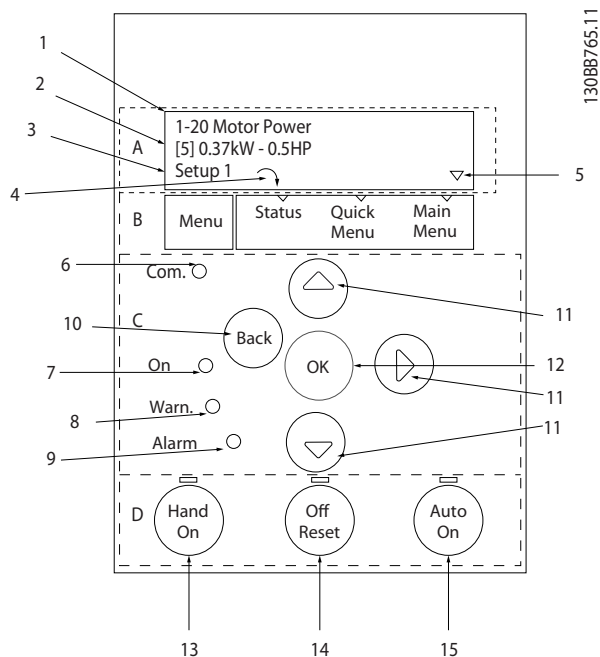 130BB765.11
1
2
3
4
A
1-20 Motor Power
[5] 0.37kW - 0.5HP
Setup 1
5
B
Menu
Status
Quick
Menu
Main
Menu
6
Com.
11
10
C
Back
OK
12
7
On
11
8
Warn.
11
9
Alarm
D
Hand
On
Off
Reset
Auto
On
13
14
15